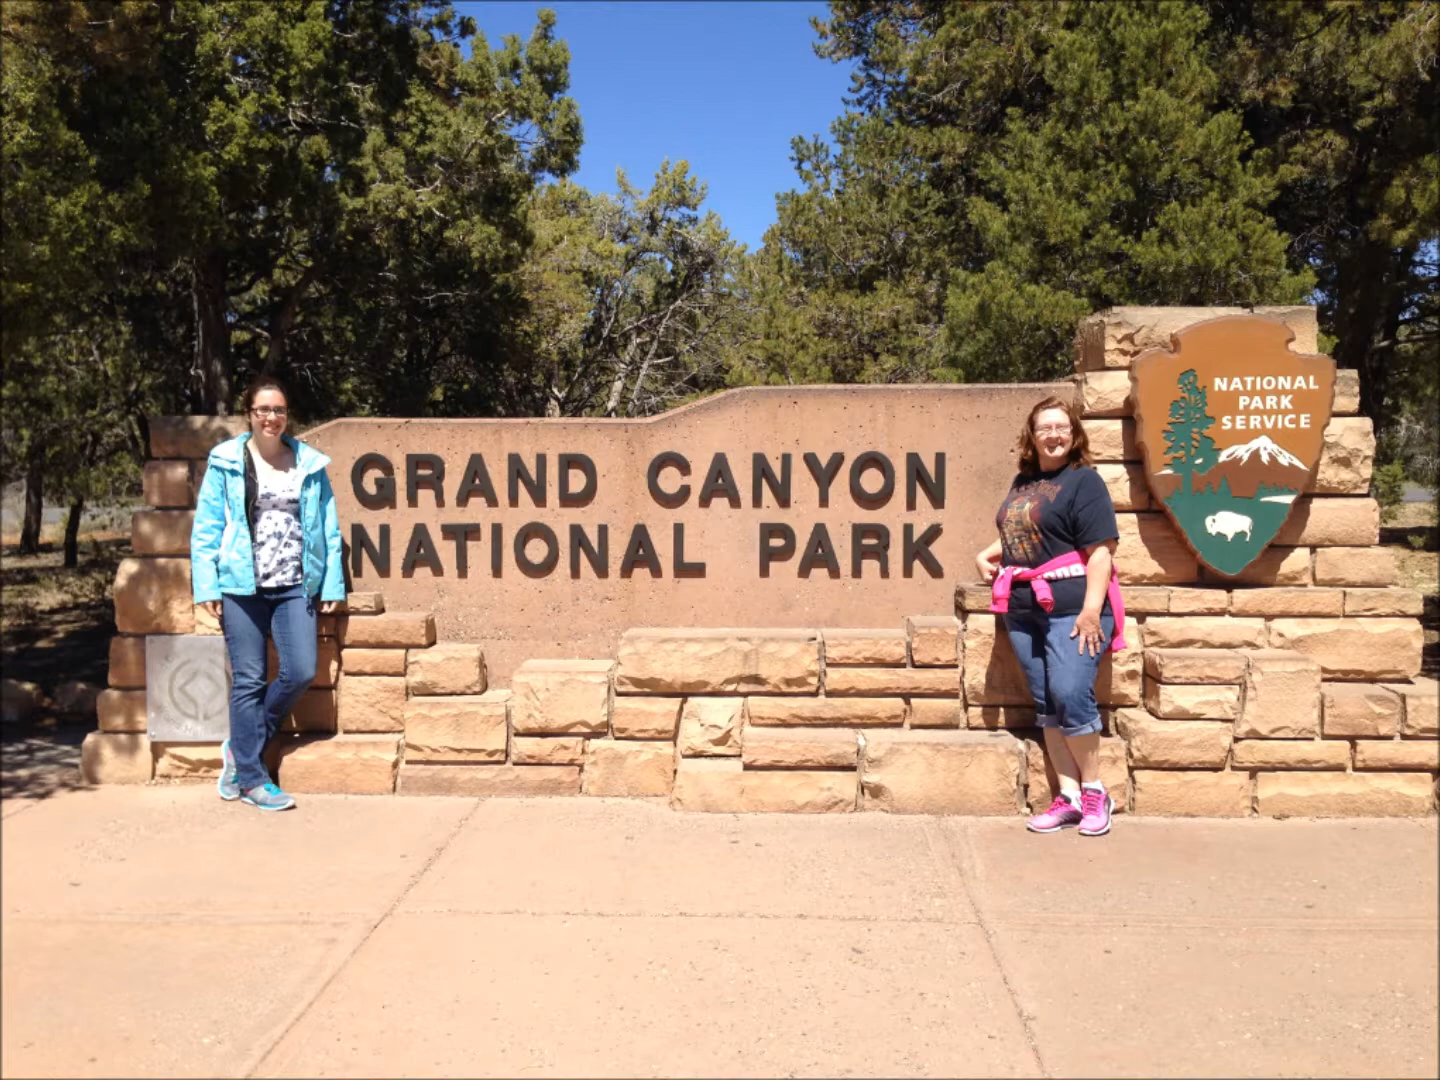 GRAND CANYON
NATIONAL PARK
NATIONAL
PARK
SERVICE